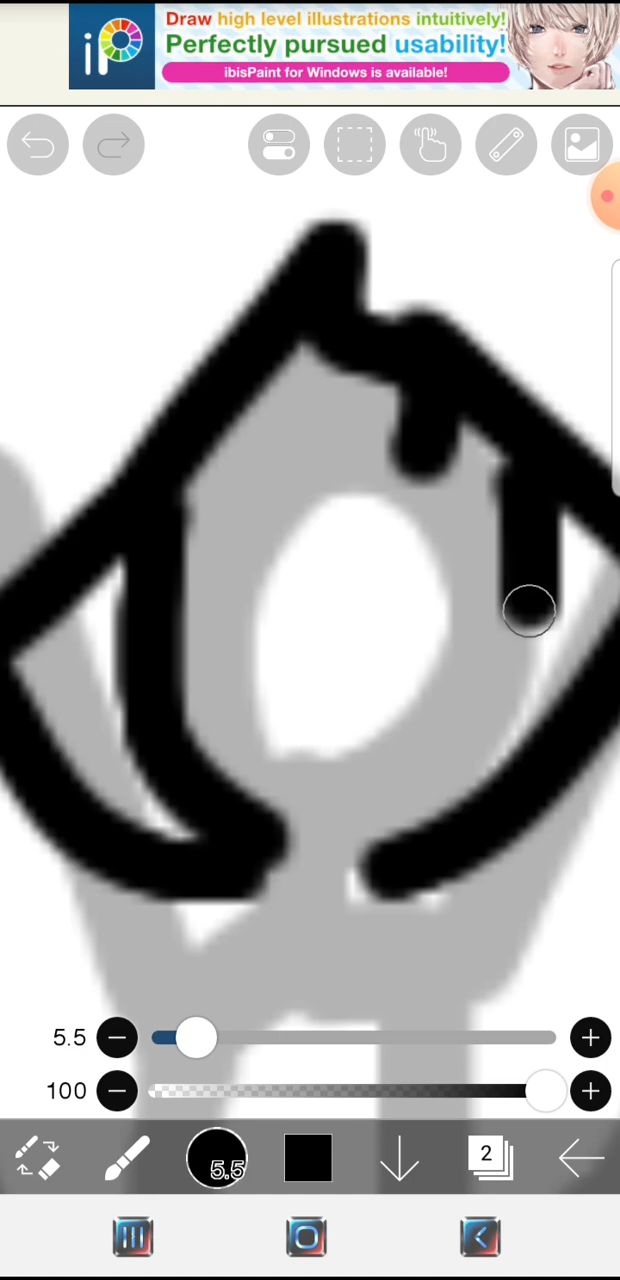 iP
Draw high level illustrations intuitively!
Perfectly pursued usability!
ibisPaint for Windows is available!
5.5
100
5.5
2